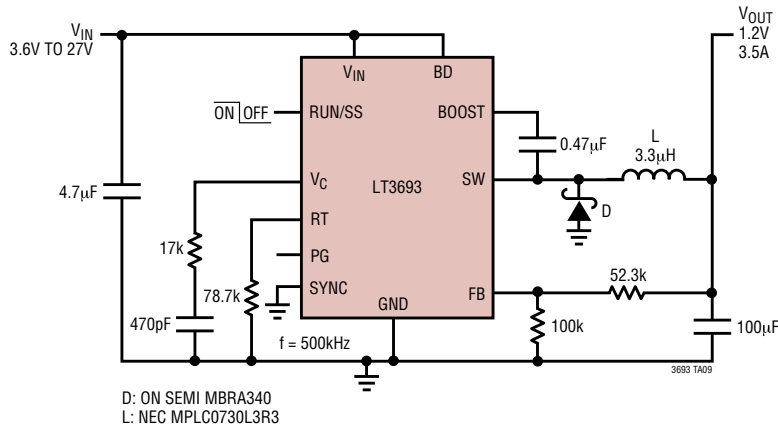 VIN
3.6V TO 27V
VOUT
1.2V
3.5A
VIN
BD
ON OFF
RUN/SS
BOOST
0.47µF
L
3.3µH
4.7µF
VC
LT3693
SW
D
17k
RT
PG
78.7k
SYNC
FB
52.3k
GND
470pF
f = 500kHz
100k
100µF
3693 TA09
D: ON SEMI MBRA340
L: NEC MPLC0730L3R3